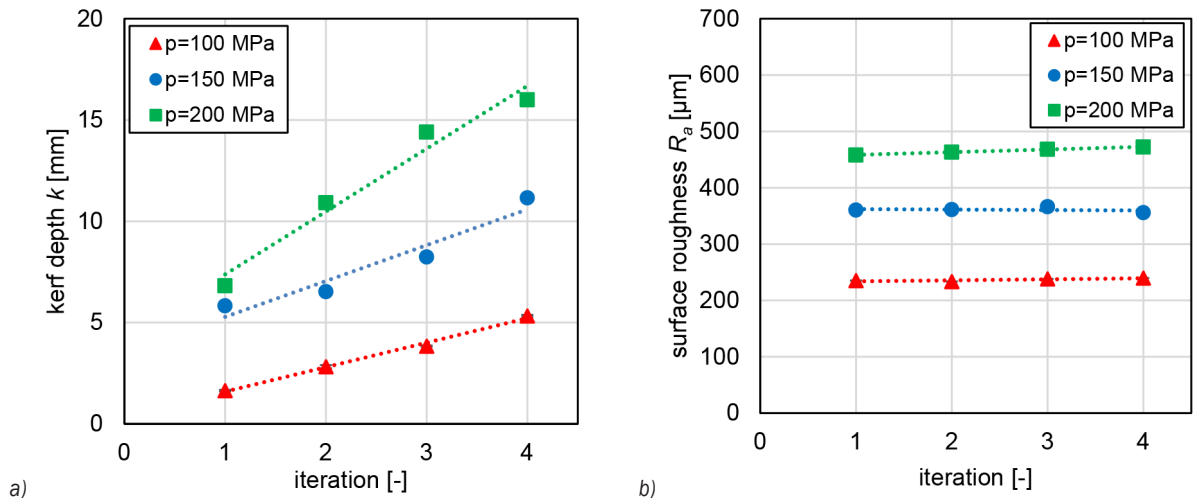 20
15
10
5
0
kerf depth k [mm]
p=100 MPa
p=150 MPa
p=200 MPa
0 1 2 3 4
iteration [-]
a)
700
600
500
400
300
200
100
0
surface roughness Ra [µm]
p=100 MPa
p=150 MPa
p=200 MPa
0 1 2 3 4
iteration [-]
b)